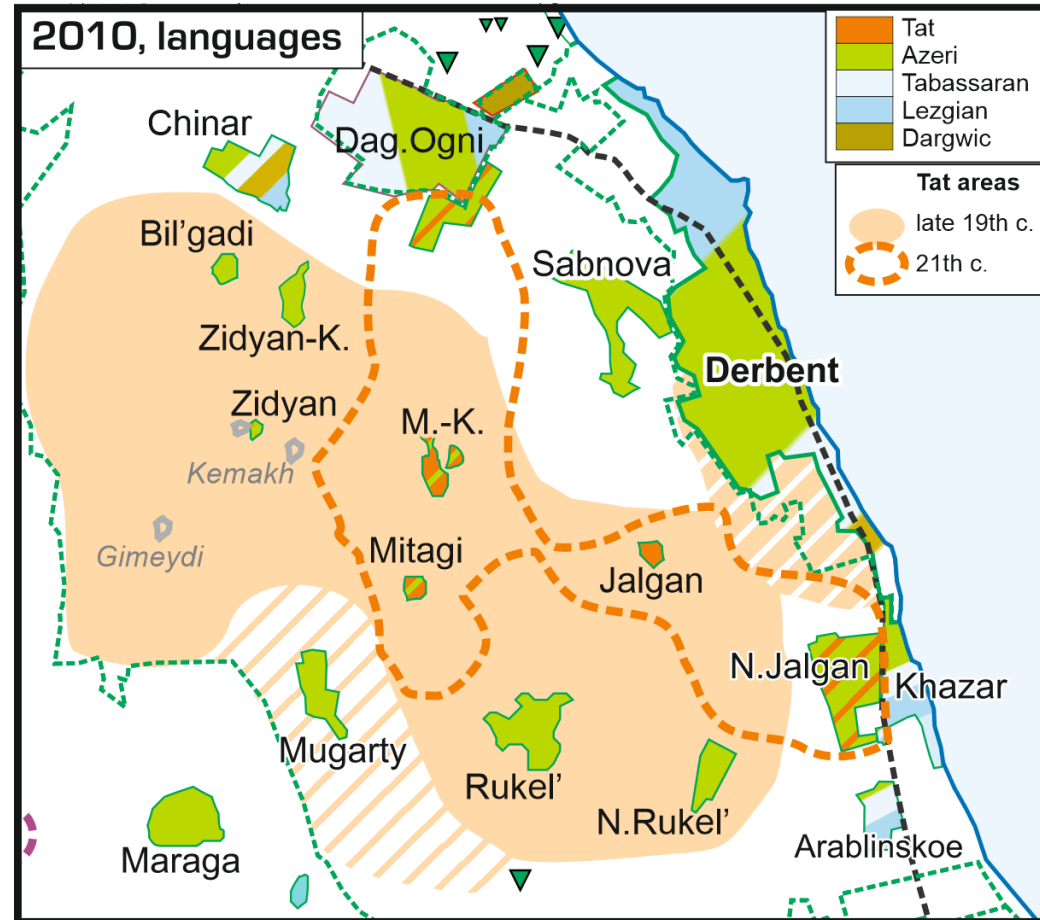 2010, languages
Tat
Azeri
Tabassaran
Lezgian
Dargwic
Tat areas
late 19th c.
21th c.
Chinar
Dag.Ogni
Bil'gadi
Sabnova
Zidyan-K.
Derbent
Zidyan
M.-K.
Kemakh
Gimeydi
Mitagi
Jalgan
N.Jalgan
Khazar
Mugarty
Rukel'
N.Rukel'
Maraga
Arablinskoe